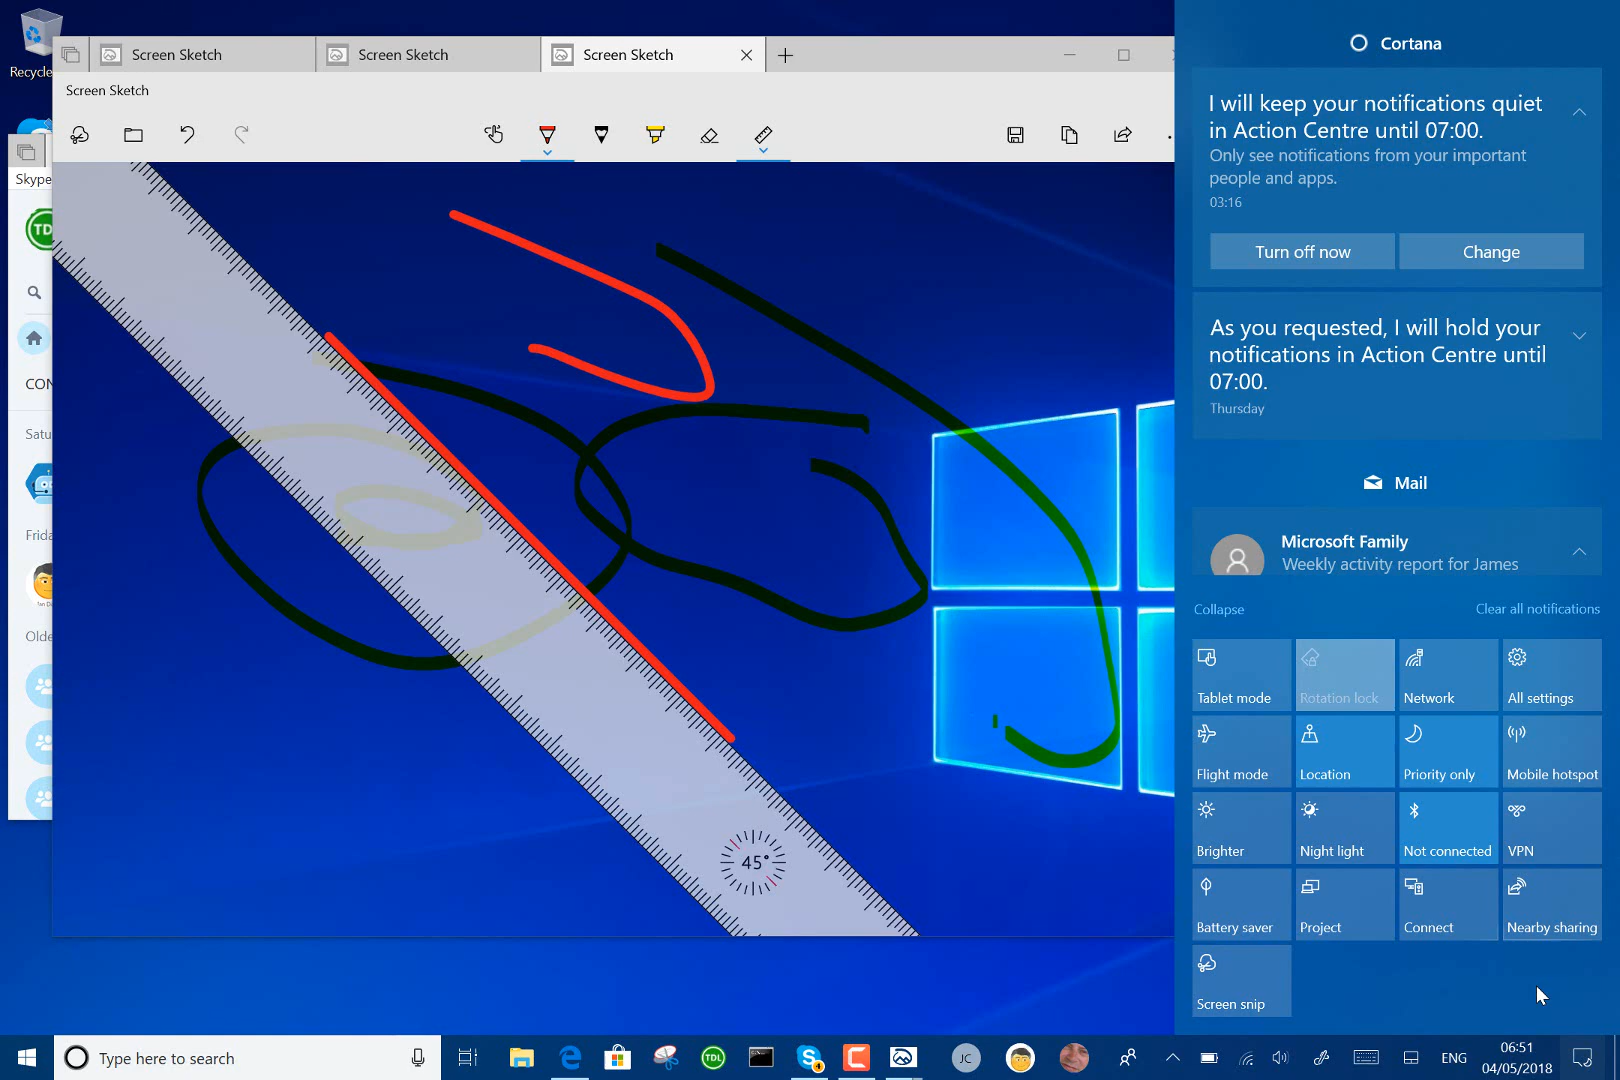 Recycle
Screen Sketch
Screen Sketch
Screen Sketch
Screen Sketch
Skype
TD
CON
Satu
Frida
Olde
45°
Cortana
I will keep your notifications quiet
in Action Centre until 07:00.
Only see notifications from your important
people and apps.
03:16
Turn off now
Change
As you requested, I will hold your
notifications in Action Centre until
07:00.
Thursday
Mail
Microsoft Family
Weekly activity report for James
Collapse
Clear all notifications
Tablet mode
Rotation lock
Network
All settings
Flight mode
Location
Priority only
Mobile hotspot
Brighter
Night light
Not connected
VPN
Battery saver
Project
Connect
Nearby sharing
Screen snip
Type here to search
TDL
4
JC
ENG
06:51
04/05/2018